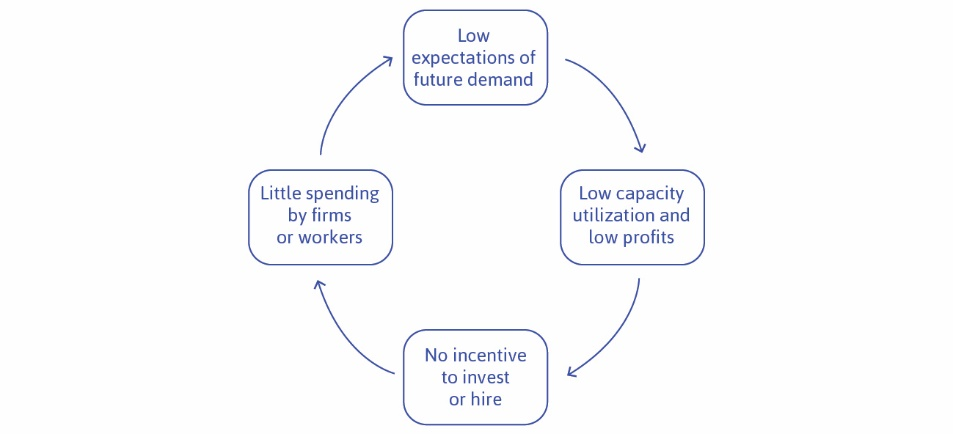 Low
expectations of
future demand
Low capacity
utilization and
low profits
No incentive
to invest
or hire
Little spending
by firms
or workers